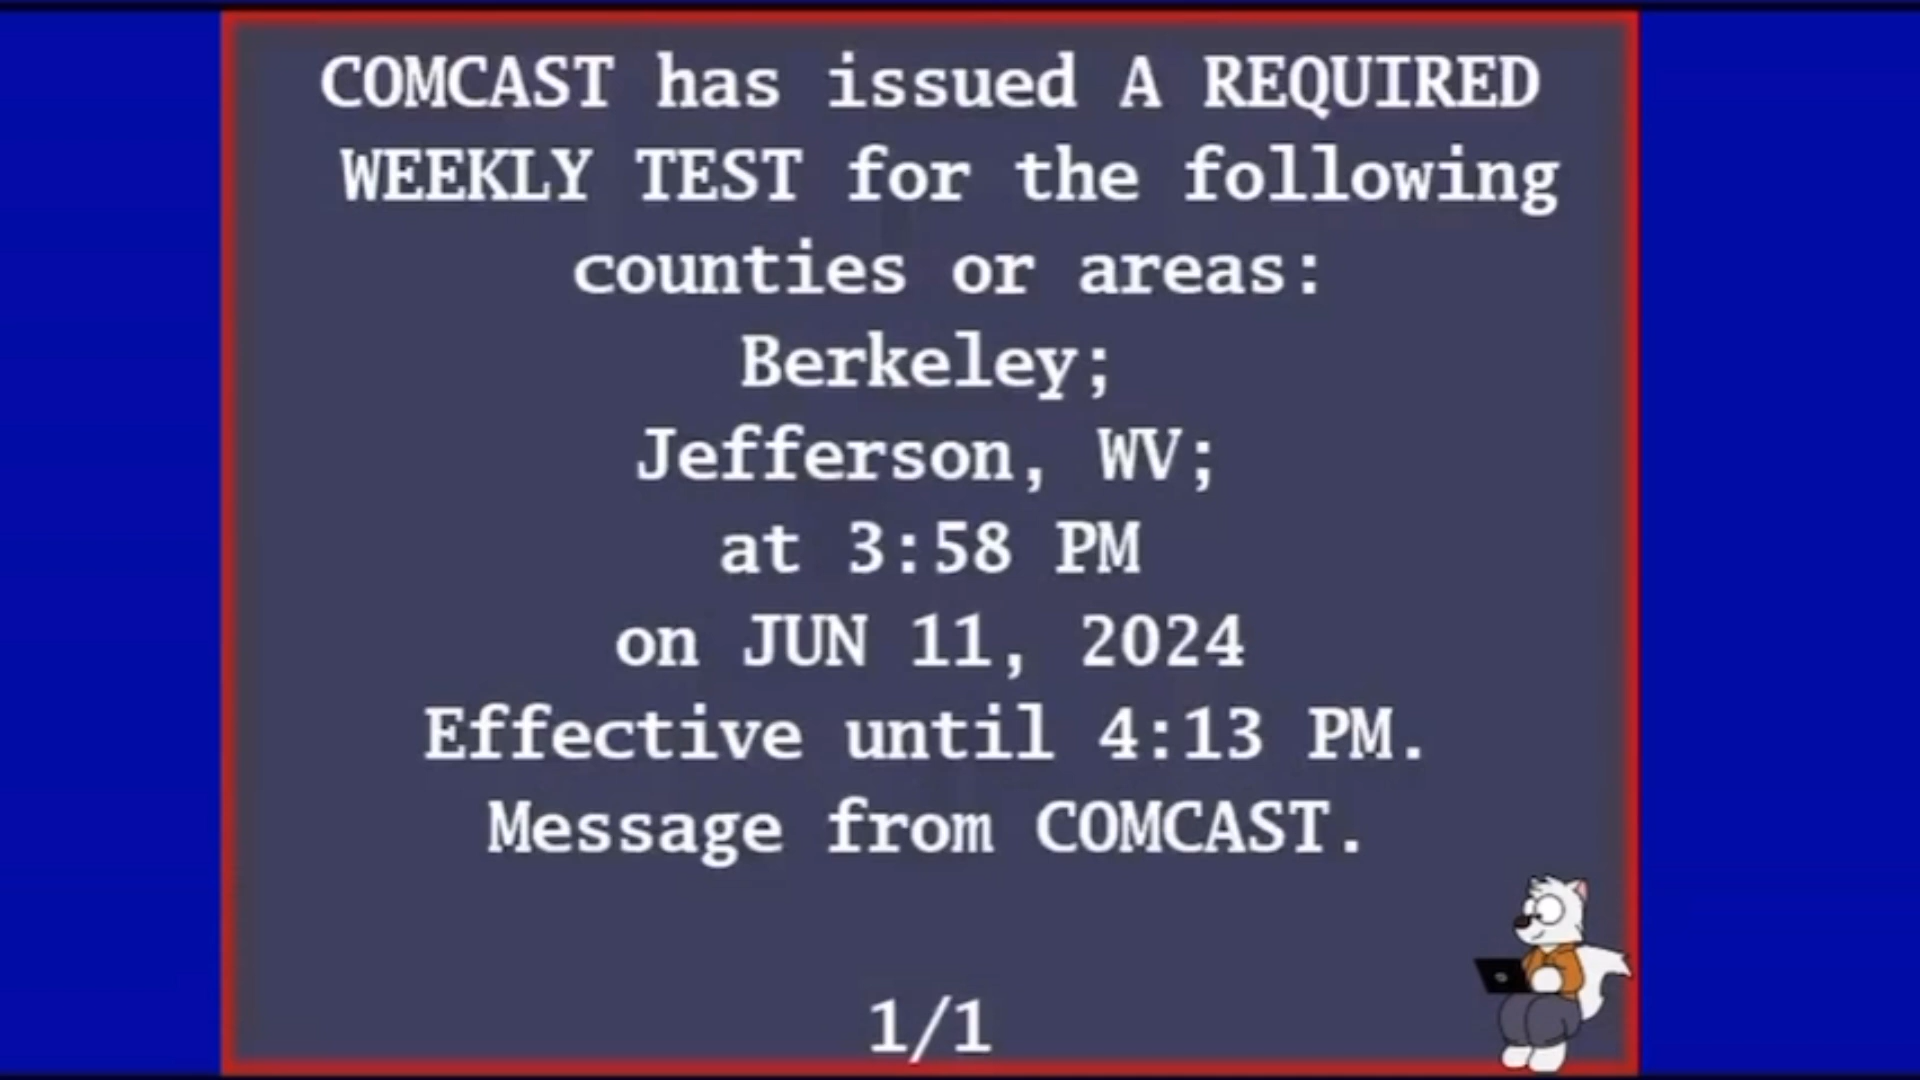 COMCAST has issued A REQUIRED
WEEKLY TEST for the following
counties or areas:
Berkeley;
Jefferson, WV;
at 3:58 PM
on JUN 11, 2024
Effective until 4:13 PM.
Message from COMCAST.
1/1